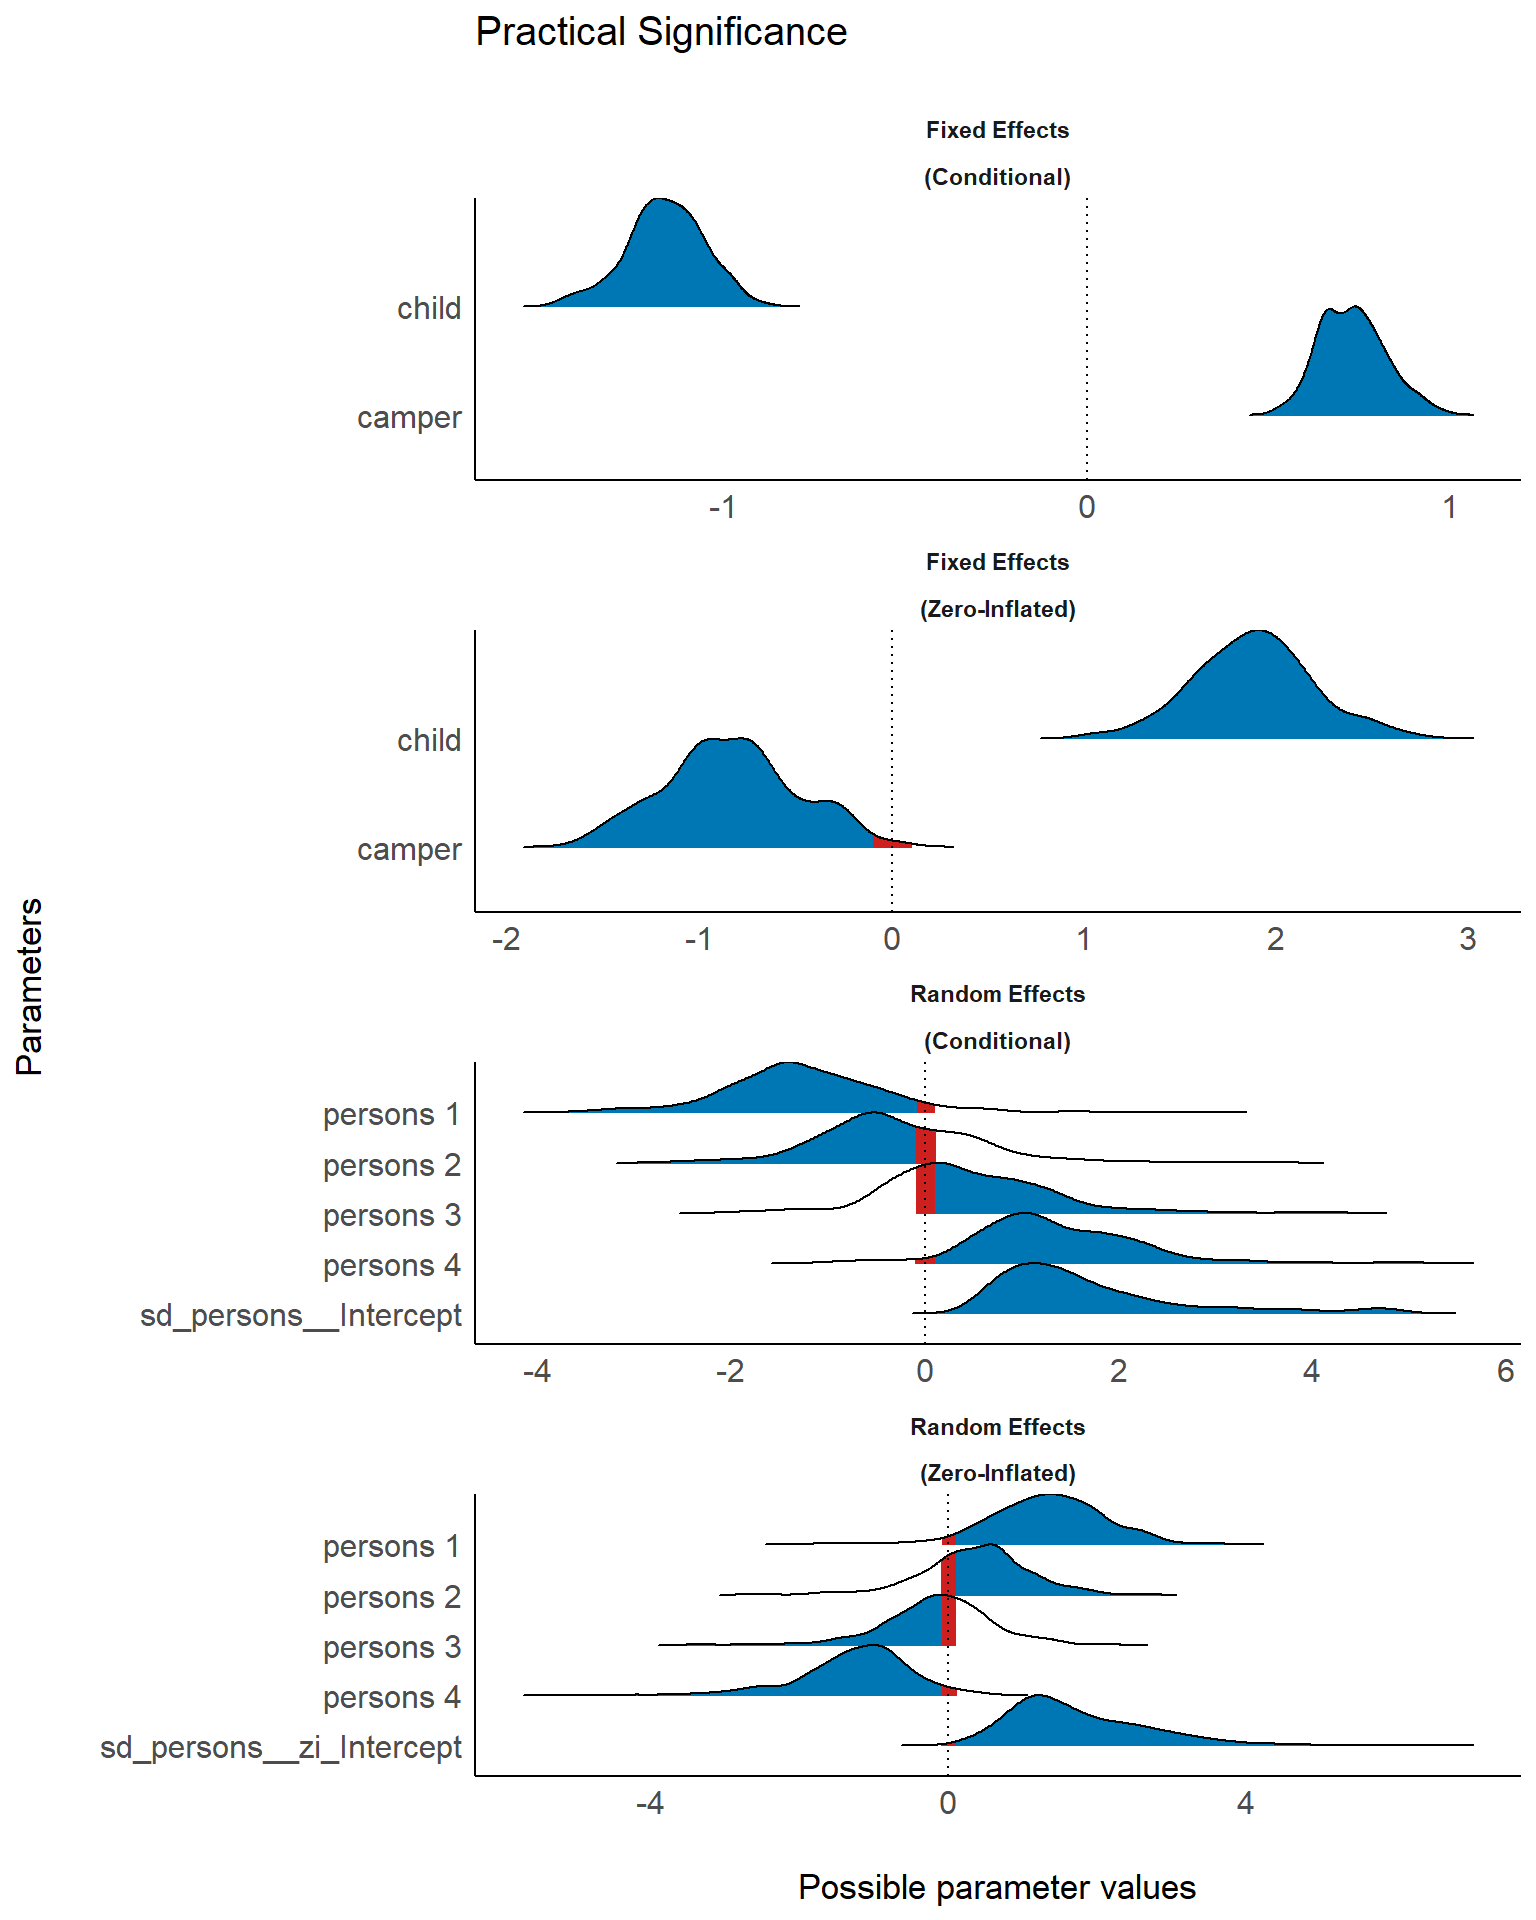 Practical Significance
Fixed Effects
(Conditional)
child
camper
-1 0 1
Fixed Effects
(Zero-Inflated)
child
camper
-2 -1 0 1 2 3
Random Effects
(Conditional)
persons 1
persons 2
persons 3
persons 4
sd_persons__Intercept
-4 -2 0 2 4 6
Random Effects
(Zero-Inflated)
persons 1
persons 2
persons 3
persons 4
sd_persons__zi_Intercept
-4 0 4
Possible parameter values
Parameters